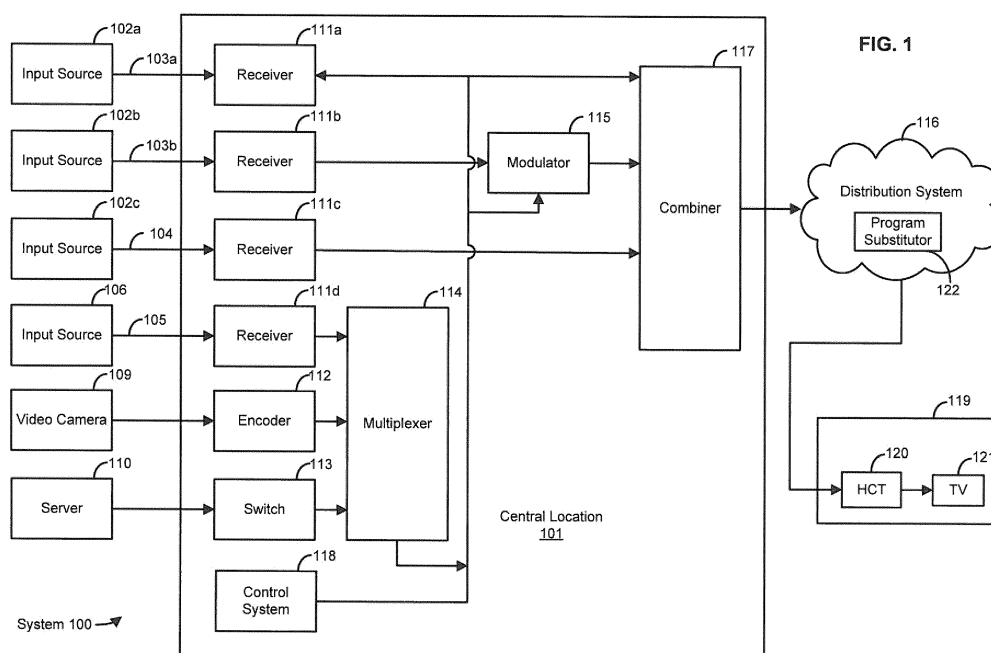 FIG. 1
102a
Input Source
103a
111a
Receiver
117
Combiner
102b
Input Source
103b
111b
Receiver
115
Modulator
116
Distribution System
Program
Substitutor
122
102c
Input Source
104
111c
Receiver
106
Input Source
105
111d
Receiver
114
Multiplexer
109
Video Camera
112
Encoder
110
Server
113
Switch
119
120
HCT
121
TV
Central Location
101
118
Control
System
System 100